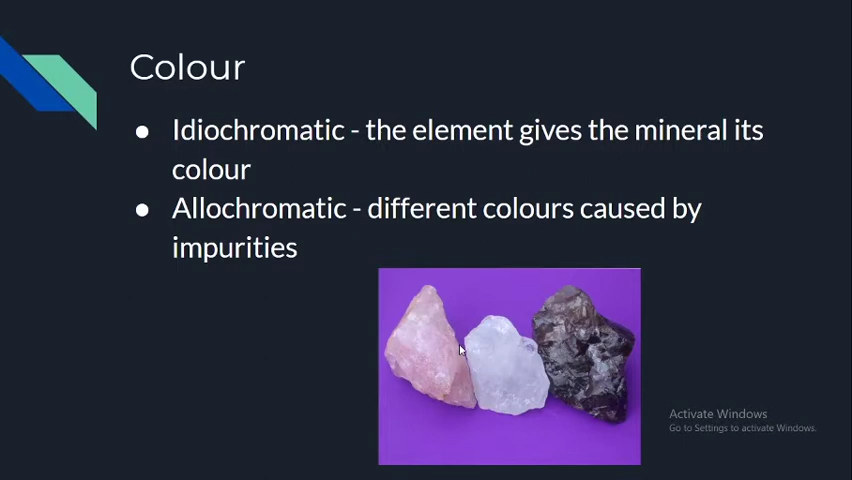 Colour
● Idiochromatic - the element gives the mineral its
colour
● Allochromatic - different colours caused by
impurities
Activate Windows
Go to Settings to activate Windows.